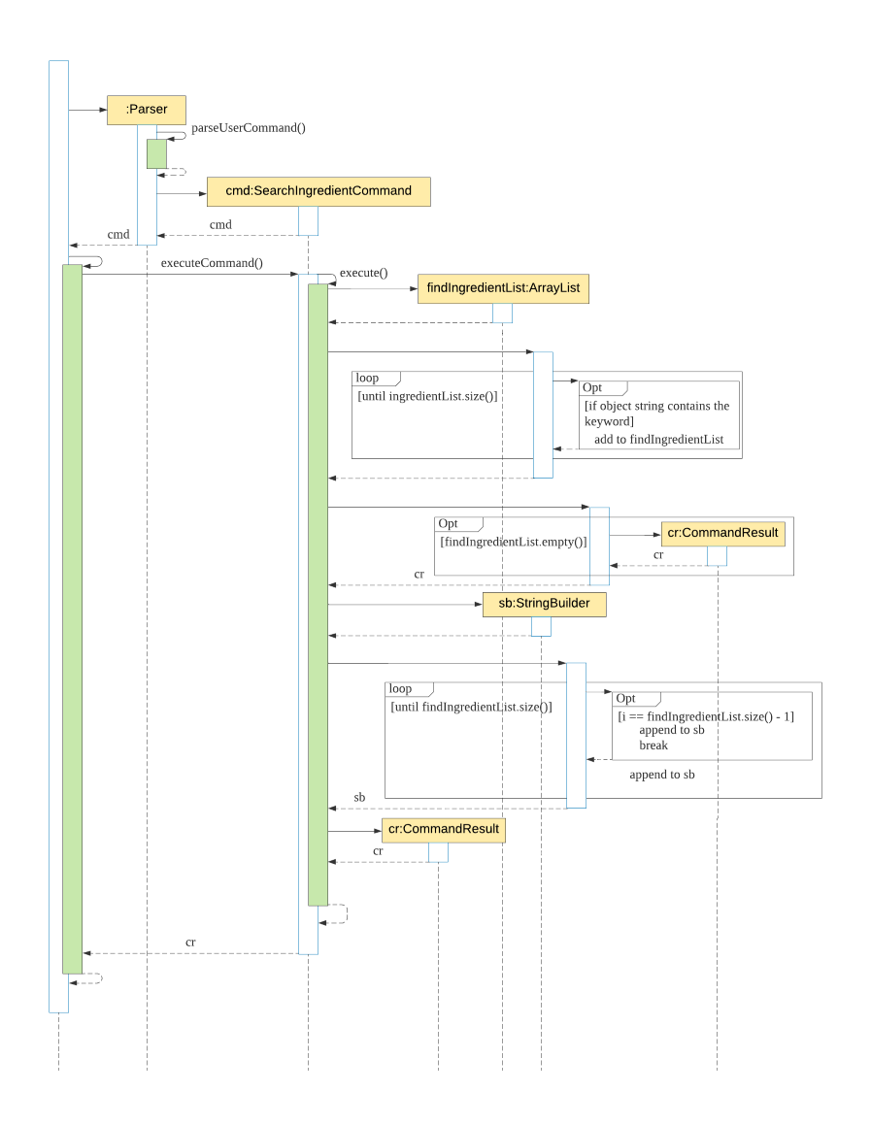 :Parser
parseUserCommand()
cmd:SearchIngredientCommand
cmd
cmd
executeCommand()
execute()
findIngredientList:ArrayList
loop
[until ingredientList.size()]
Opt
[if object string contains the
keyword]
add to findIngredientList
Opt
[findIngredientList.empty()]
cr:CommandResult
cr
cr
sb:StringBuilder
loop
[until findIngredientList.size()]
Opt
[i == findIngredientList.size() - 1]
append to sb
break
append to sb
sb
cr:CommandResult
cr
cr